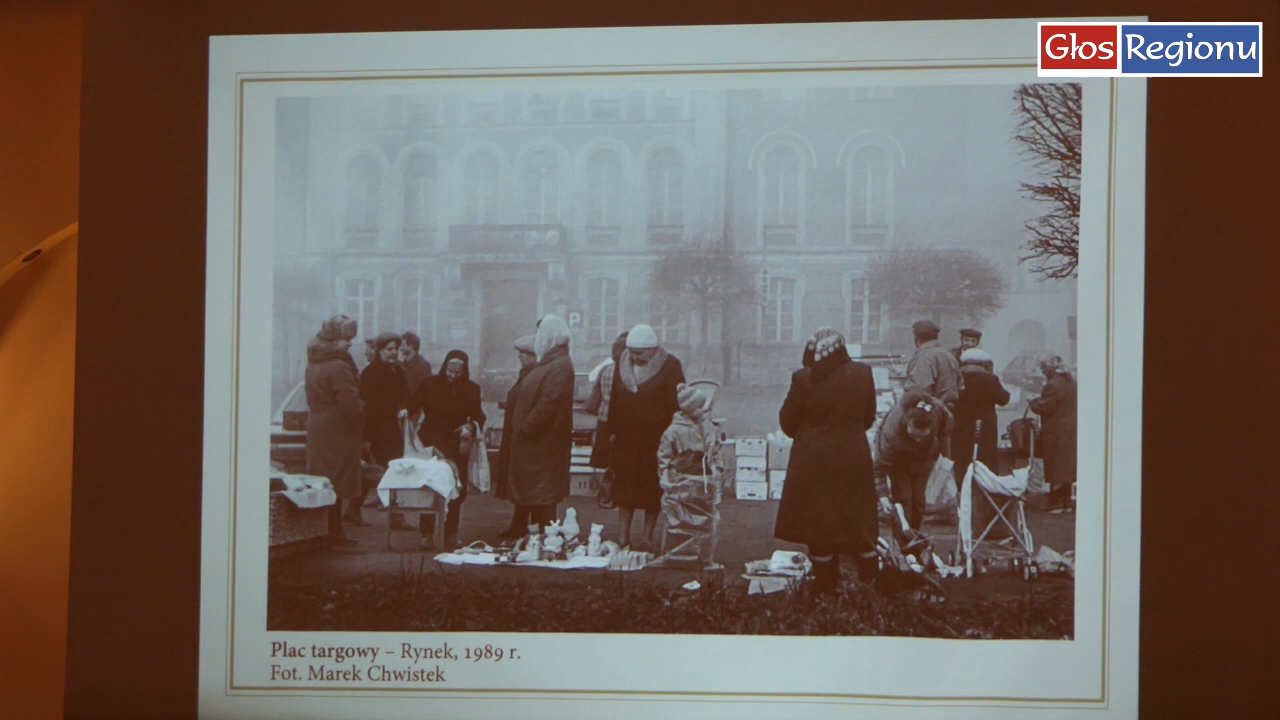 Głos Regionu
P
Plac targowy – Rynek, 1989 r.
Fot. Marek Chwistek